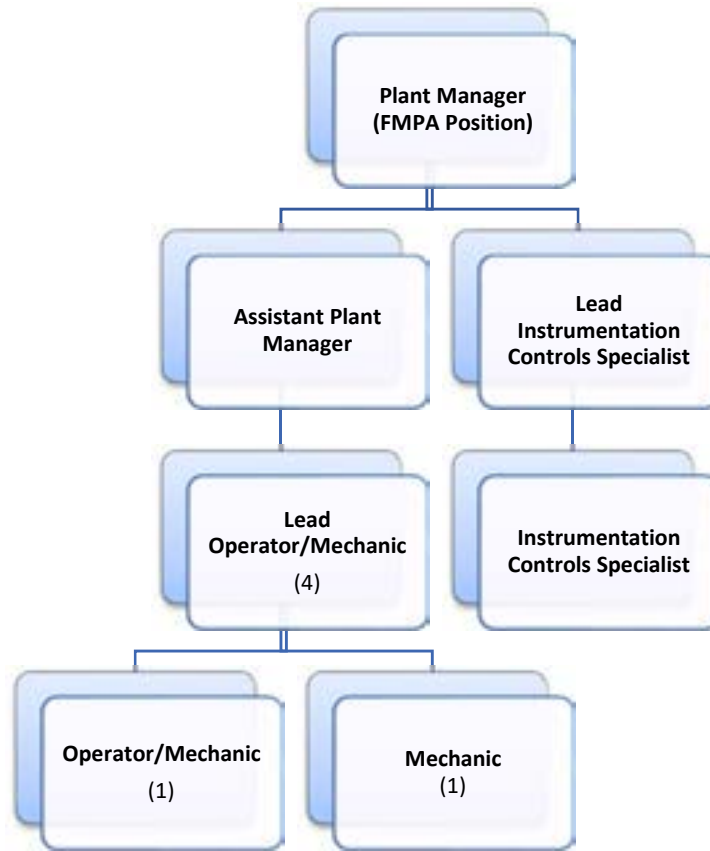 Plant Manager
(FMPA Position)
Assistant Plant
Manager
Lead
Instrumentation
Controls Specialist
Lead
Operator/Mechanic
(4)
Instrumentation
Controls Specialist
Operator/Mechanic
(1)
Mechanic
(1)